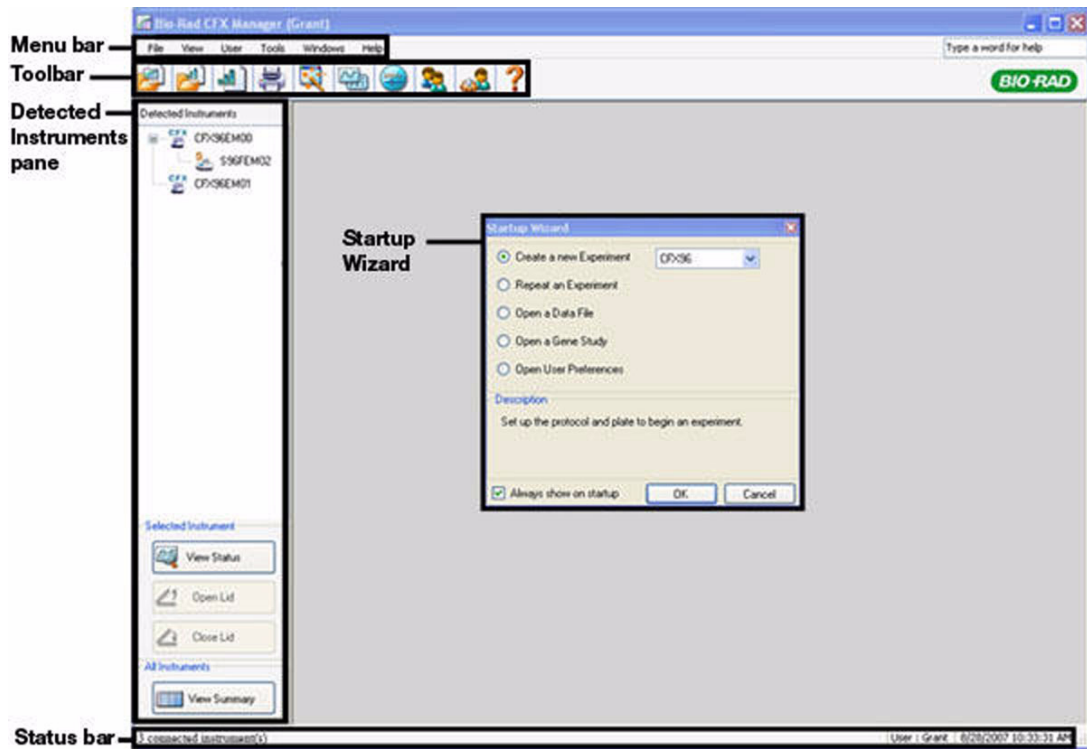 Bio-Rad CFX Manager (Grant)
Menu bar
File View User Tools Windows Help
Type a word for help
Toolbar
BIO-RAD
Detected Instruments pane
Detected Instruments
CFX96EM00
S96FEM02
CFX96EM01
Startup Wizard
Startup Wizard
Create a new Experiment CFX96
Repeat an Experiment
Open a Data File
Open a Gene Study
Open User Preferences
Description
Set up the protocol and plate to begin an experiment.
Always show on startup OK Cancel
Selected Instrument
View Status
Open Lid
Close Lid
All Instruments
View Summary
Status bar
3 connected instrument(s)
User : Grant 8/28/2007 10:33:31 AM